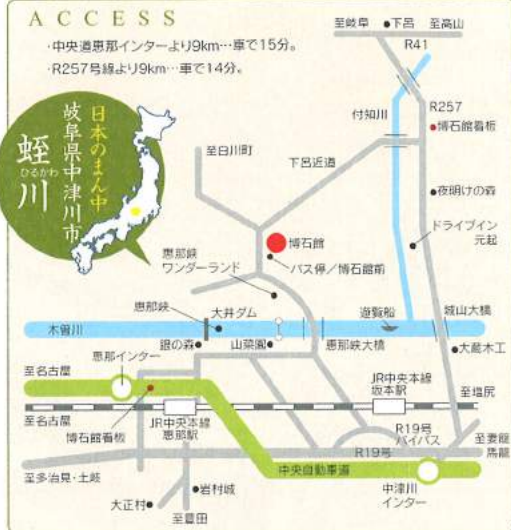 ACCESS
·中央道恵那インターより9km…車で15分。
·R257号線より9km…車で14分。
日本のまん中
岐阜県中津川市
蛭川
ひるかわ
至岐阜
●下呂
至高山
R41
付知川
R257
●博石館看板
至白川町
下呂近道
●夜明けの森
ドライブイン
元起
博石館
バス停/博石館前
恵那峡
ワンダーランド
恵那峡
大井ダム
遊覧船
城山大橋
木曽川
銀の森●
山菜園●
恵那峡大橋
●大蔵木工
恵那インター
至名古屋
JR中央本線
坂本駅
至塩尻
至名古屋
博石館看板
JR中央本線
恵那駅
R19号
バイパス
至妻籠
馬籠
R19号
至多治見・土岐
中央自動車道
●岩村城
中津川
インター
大正村●
至豊田